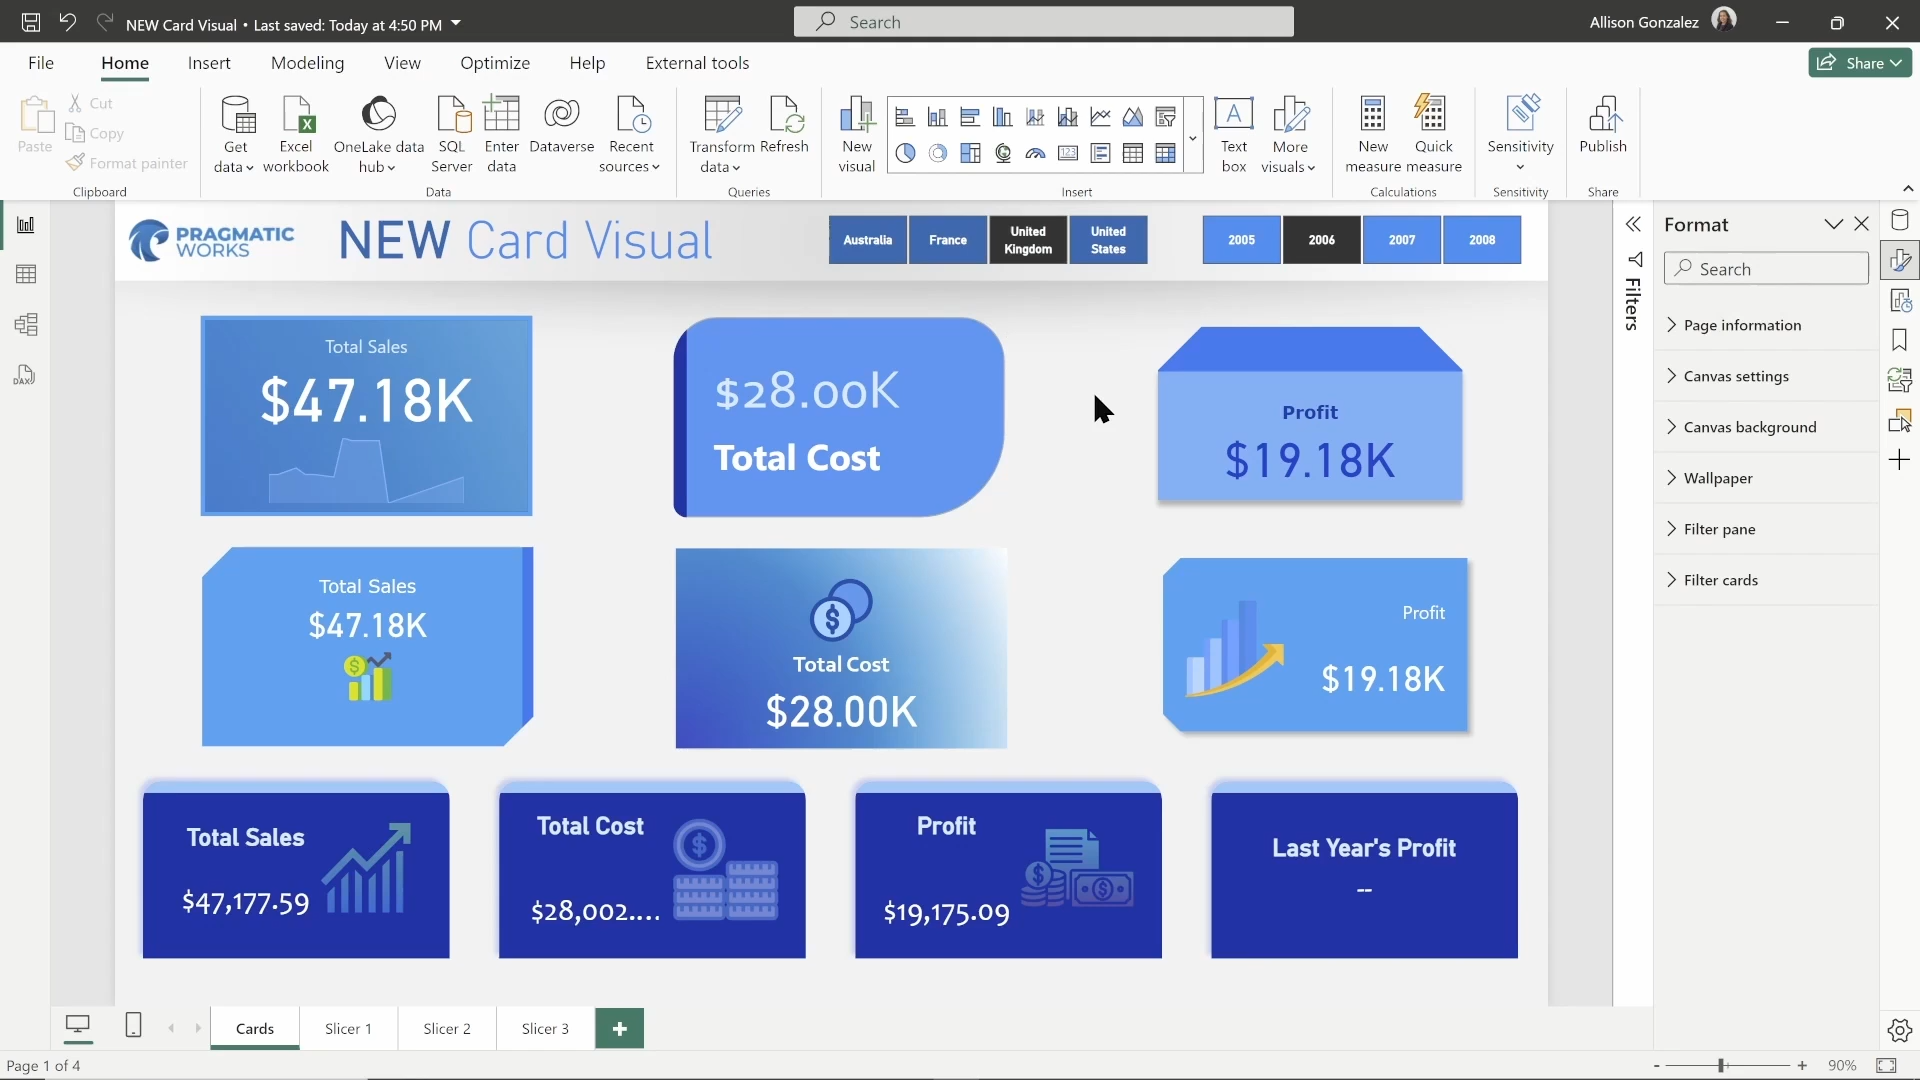 NEW Card Visual • Last saved: Today at 4:50 PM
Search
Allison Gonzalez
File
Home
Insert
Modeling
View
Optimize
Help
External tools
Share
Paste
Cut
Copy
Format painter
Clipboard
Get data
Excel workbook
OneLake data hub
SQL Server
Enter data
Dataverse
Recent sources
Data
Transform data
Refresh
Queries
New visual
123
Text box
More visuals
Insert
New measure
Quick measure
Calculations
Sensitivity
Sensitivity
Publish
Share
DAX
PRAGMATIC
WORKS
NEW Card Visual
Australia
France
United
Kingdom
United
States
2005
2006
2007
2008
Total Sales
$47.18K
$28.00K
Total Cost
Profit
$19.18K
Total Sales
$47.18K
Total Cost
$28.00K
Profit
$19.18K
Total Sales
$47,177.59
Total Cost
$28,002....
Profit
$19,175.09
Last Year's Profit
--
Filters
Format
Search
Page information
Canvas settings
Canvas background
Wallpaper
Filter pane
Filter cards
Cards
Slicer 1
Slicer 2
Slicer 3
Page 1 of 4
90%